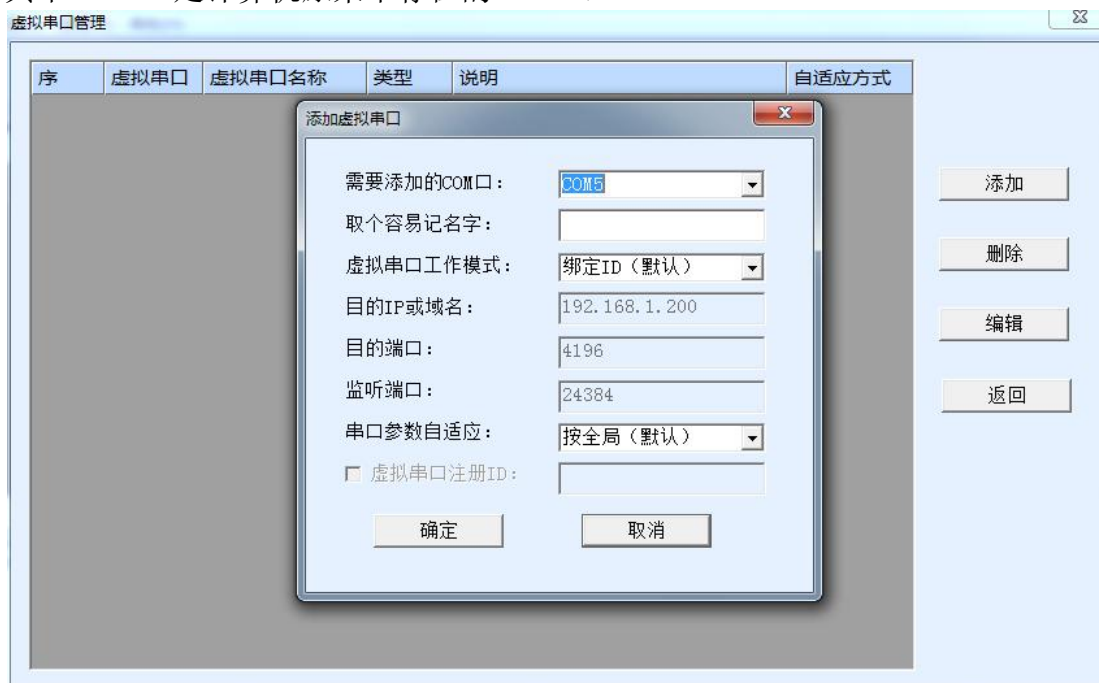 虚拟串口管理
序 虚拟串口 虚拟串口名称 类型 说明 自适应方式
添加虚拟串口
需要添加的COM口： COM5
取个容易记名字：
虚拟串口工作模式： 绑定ID（默认）
目的IP或域名： 192.168.1.200
目的端口： 4196
监听端口： 24384
串口参数自适应： 按全局（默认）
虚拟串口注册ID：
确定 取消
添加
删除
编辑
返回